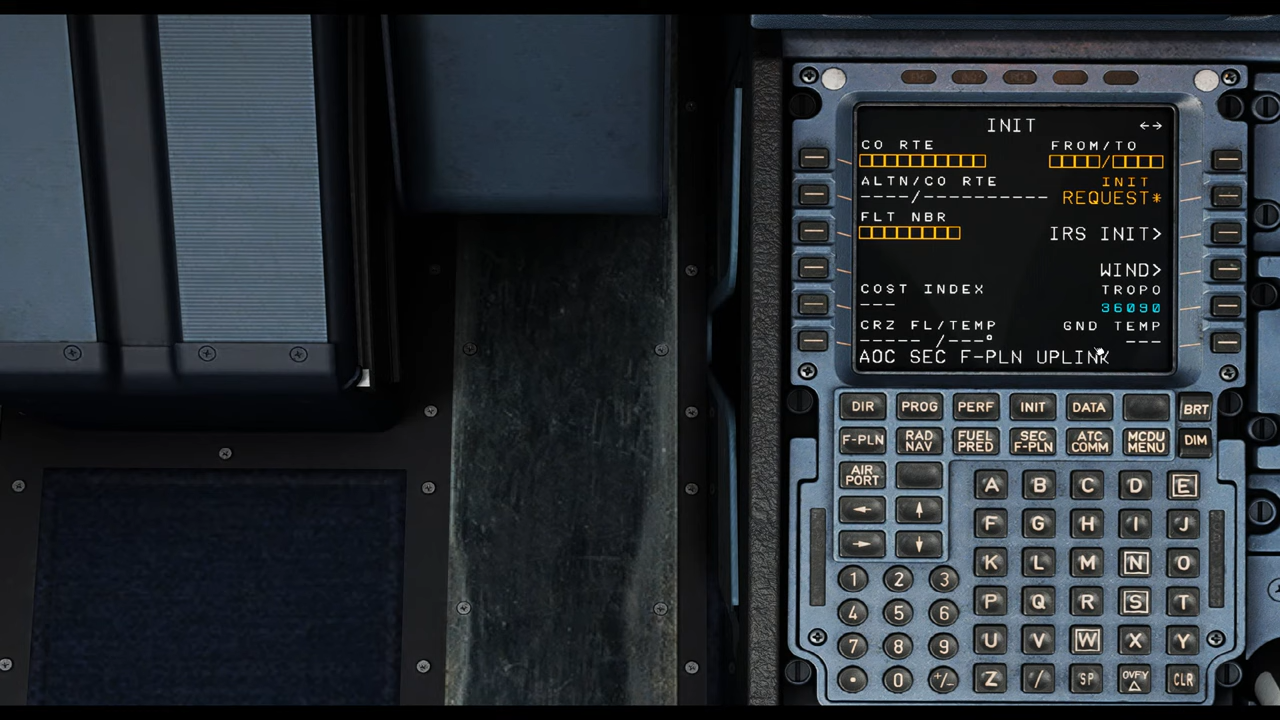 INIT ←→
CO RTE FROM/TO
/
ALTN/CO RTE INIT
----/---------- REQUEST*
FLT NBR
IRS INIT>
WIND>
COST INDEX TROPO
--- 36090
CRZ FL/TEMP GND TEMP
----- /---° ---
AOC SEC F-PLN UPLINK
DIR PROG PERF INIT DATA BRT
F-PLN RAD NAV FUEL PRED SEC F-PLN ATC COMM MCDU MENU DIM
AIR PORT
← ↑
→ ↓
A B C D E
F G H I J
K L M N O
1 2 3 P Q R S T
4 5 6 U V W X Y
7 8 9 Z / SP OVFY △ CLR
. 0 +/-